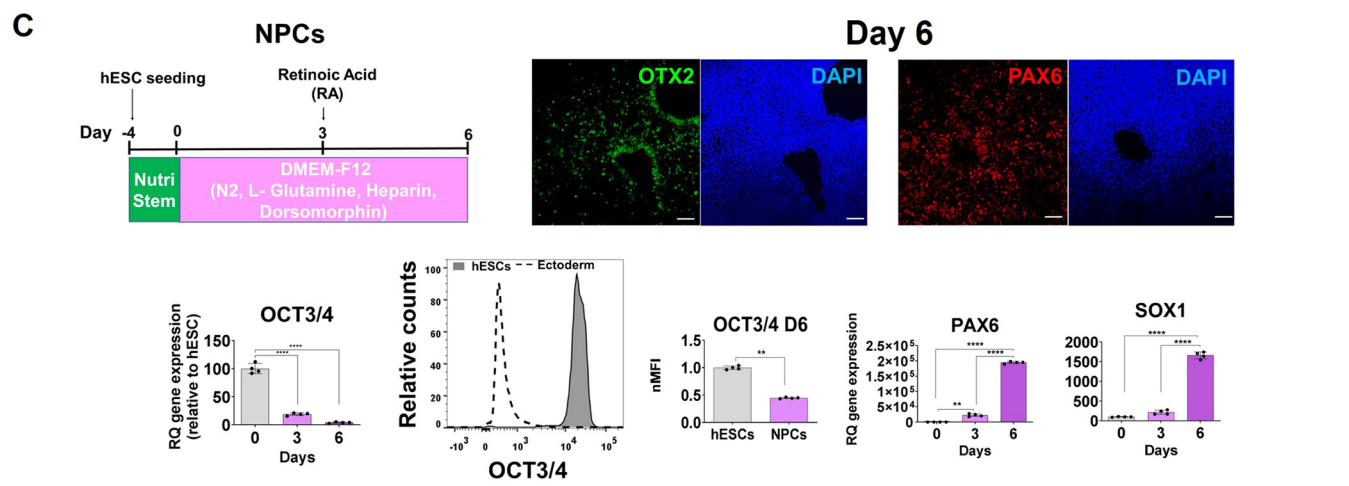 C
NPCs
hESC seeding
Retinoic Acid
(RA)
Day -4 0 3 6
Nutri
Stem
DMEM-F12
(N2, L- Glutamine, Heparin,
Dorsomorphin)
Day 6
OTX2
DAPI
PAX6
DAPI
OCT3/4
RQ gene expression
(relative to hESC)
150
100
50
0
****
****
0 3 6
Days
Relative counts
hESCs Ectoderm
100
80
60
40
20
0
-10³ 0 10³ 10⁴ 10⁵
OCT3/4
OCT3/4 D6
nMFI
1.5
1.0
0.5
0.0
**
hESCs NPCs
PAX6
RQ gene expression
2.5×10⁵
2×10⁵
1.5×10⁵
1×10⁵
5×10⁴
****
****
**
0 3 6
Days
SOX1
2000
1500
1000
500
0
****
****
0 3 6
Days